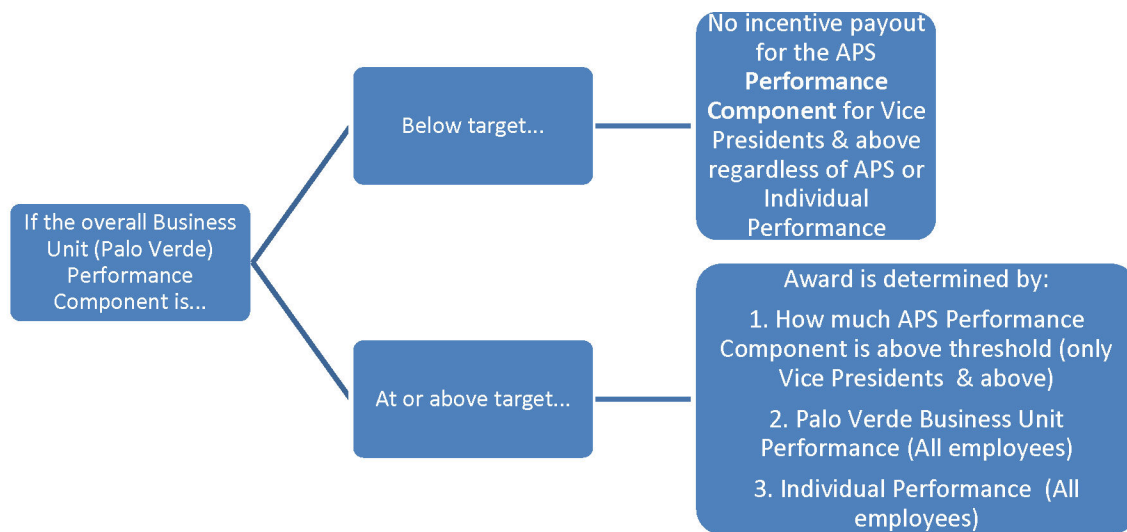 If the overall Business
Unit (Palo Verde)
Performance
Component is...
Below target...
No incentive payout
for the APS
Performance
Component for Vice
Presidents & above
regardless of APS or
Individual
Performance
At or above target...
Award is determined by:
1. How much APS Performance
Component is above threshold (only
Vice Presidents & above)
2. Palo Verde Business Unit
Performance (All employees)
3. Individual Performance (All
employees)